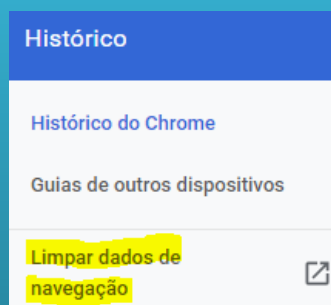 Histórico
Histórico do Chrome
Guias de outros dispositivos
Limpar dados de
navegação